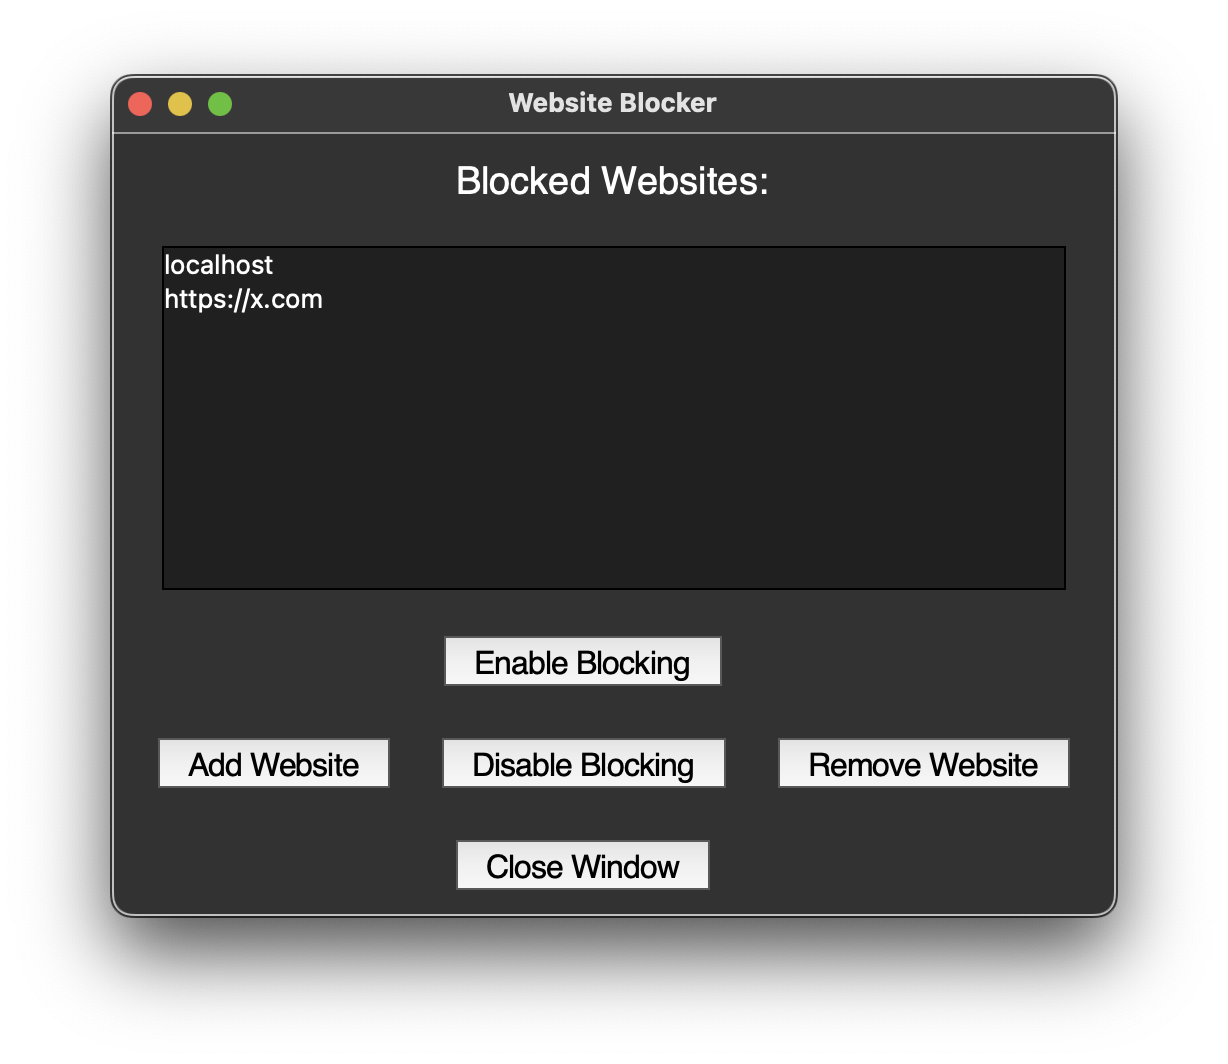 Website Blocker
Blocked Websites:
localhost
https://x.com
Enable Blocking
Add Website
Disable Blocking
Remove Website
Close Window